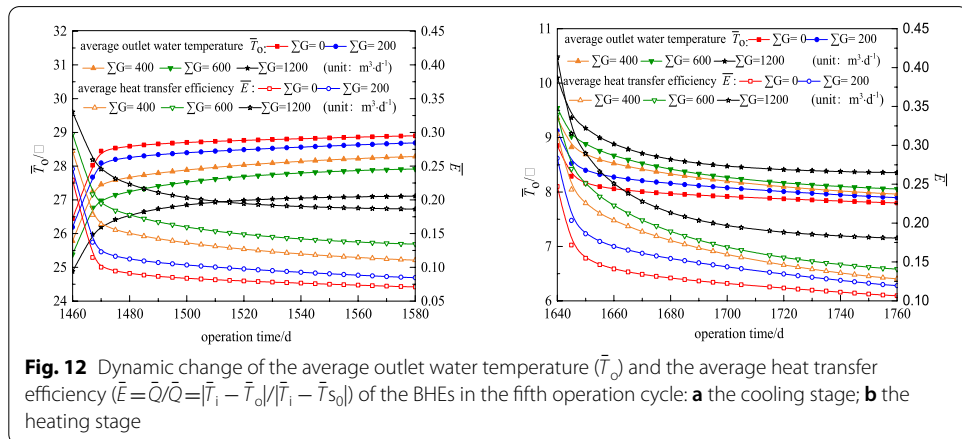 32
30
29
28
27
26
25
24
1460
1480
1500
1520
1540
1560
1580
T̄o/□
operation time/d
0.45
0.40
0.35
0.30
0.25
0.20
0.15
0.10
0.05
E̅
average outlet water temperature T̄o: ∑G= 0 ∑G= 200
∑G= 400 ∑G= 600 ∑G=1200 (unit: m³·d⁻¹)
average heat transfer efficiency E̅ : ∑G= 0 ∑G= 200
∑G= 400 ∑G= 600 ∑G=1200 (unit: m³·d⁻¹)
11
10
9
8
7
6
1640
1660
1680
1700
1720
1740
1760
T̄o/□
operation time/d
0.45
0.40
0.35
0.30
0.25
0.20
0.15
0.10
E̅
average outlet water temperature T̄o: ∑G= 0 ∑G= 200
∑G= 400 ∑G= 600 ∑G=1200 (unit: m³·d⁻¹)
average heat transfer efficiency E̅ : ∑G= 0 ∑G= 200
∑G= 400 ∑G= 600 ∑G=1200 (unit: m³·d⁻¹)
Fig. 12 Dynamic change of the average outlet water temperature (T̄o) and the average heat transfer
efficiency (Ē=Q̄/Q̄=|T̄i − T̄o|/|T̄i − T̄s0|) of the BHEs in the fifth operation cycle: a the cooling stage; b the
heating stage